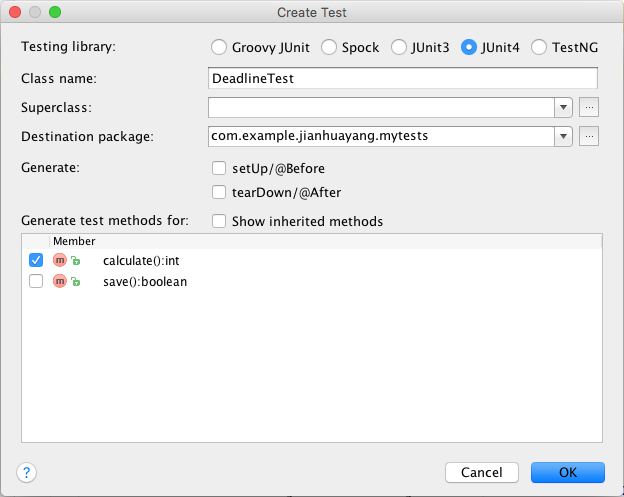 Create Test
Testing library: Groovy JUnit Spock JUnit3 JUnit4 TestNG
Class name: DeadlineTest
Superclass: ...
Destination package: com.example.jianhuayang.mytests ...
Generate: setUp/@Before
tearDown/@After
Generate test methods for: Show inherited methods
Member
m calculate():int
m save():boolean
? Cancel OK